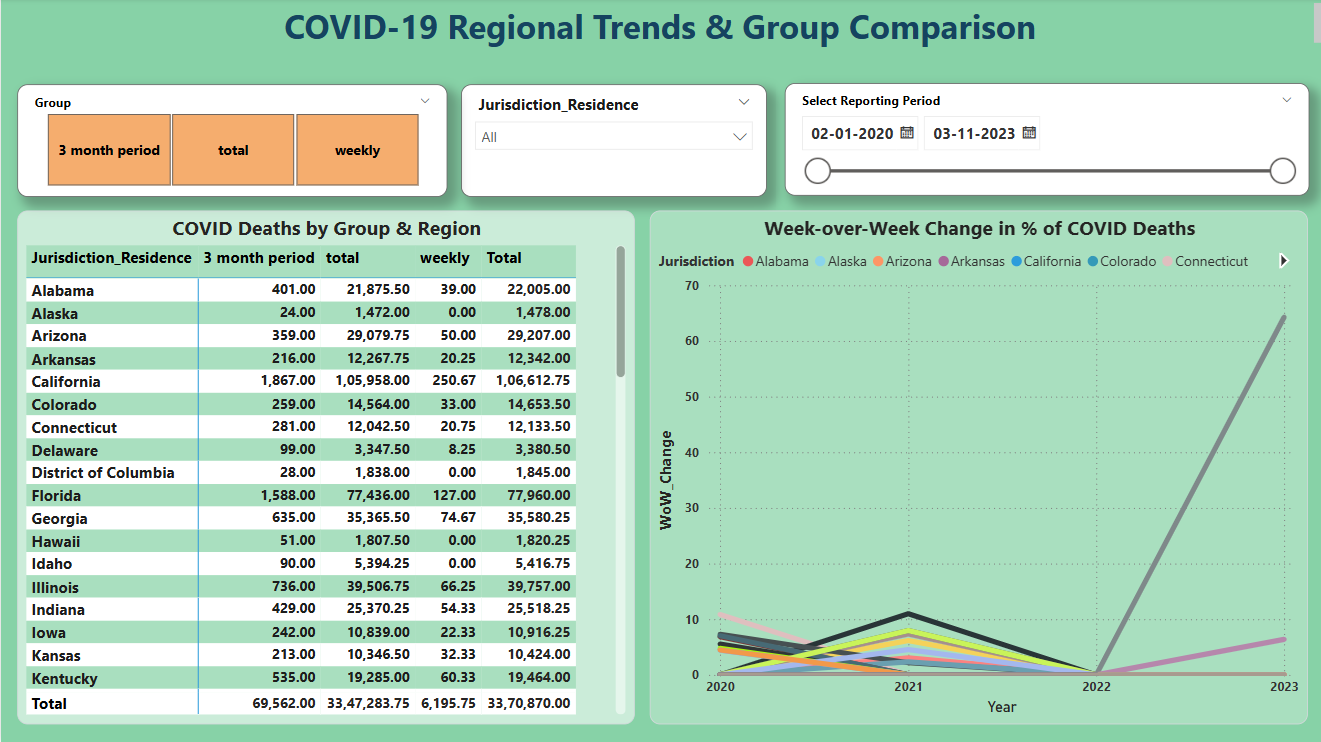 COVID-19 Regional Trends & Group Comparison
Group
3 month period total weekly
Jurisdiction_Residence
All
Select Reporting Period
02-01-2020 03-11-2023
COVID Deaths by Group & Region
Jurisdiction_Residence 3 month period total weekly Total
Alabama 401.00 21,875.50 39.00 22,005.00
Alaska 24.00 1,472.00 0.00 1,478.00
Arizona 359.00 29,079.75 50.00 29,207.00
Arkansas 216.00 12,267.75 20.25 12,342.00
California 1,867.00 1,05,958.00 250.67 1,06,612.75
Colorado 259.00 14,564.00 33.00 14,653.50
Connecticut 281.00 12,042.50 20.75 12,133.50
Delaware 99.00 3,347.50 8.25 3,380.50
District of Columbia 28.00 1,838.00 0.00 1,845.00
Florida 1,588.00 77,436.00 127.00 77,960.00
Georgia 635.00 35,365.50 74.67 35,580.25
Hawaii 51.00 1,807.50 0.00 1,820.25
Idaho 90.00 5,394.25 0.00 5,416.75
Illinois 736.00 39,506.75 66.25 39,757.00
Indiana 429.00 25,370.25 54.33 25,518.25
Iowa 242.00 10,839.00 22.33 10,916.25
Kansas 213.00 10,346.50 32.33 10,424.00
Kentucky 535.00 19,285.00 60.33 19,464.00
Total 69,562.00 33,47,283.75 6,195.75 33,70,870.00
Week-over-Week Change in % of COVID Deaths
Jurisdiction Alabama Alaska Arizona Arkansas California Colorado Connecticut
70
60
50
40
30
20
10
0
WoW_Change
2020 2021 2022 2023
Year